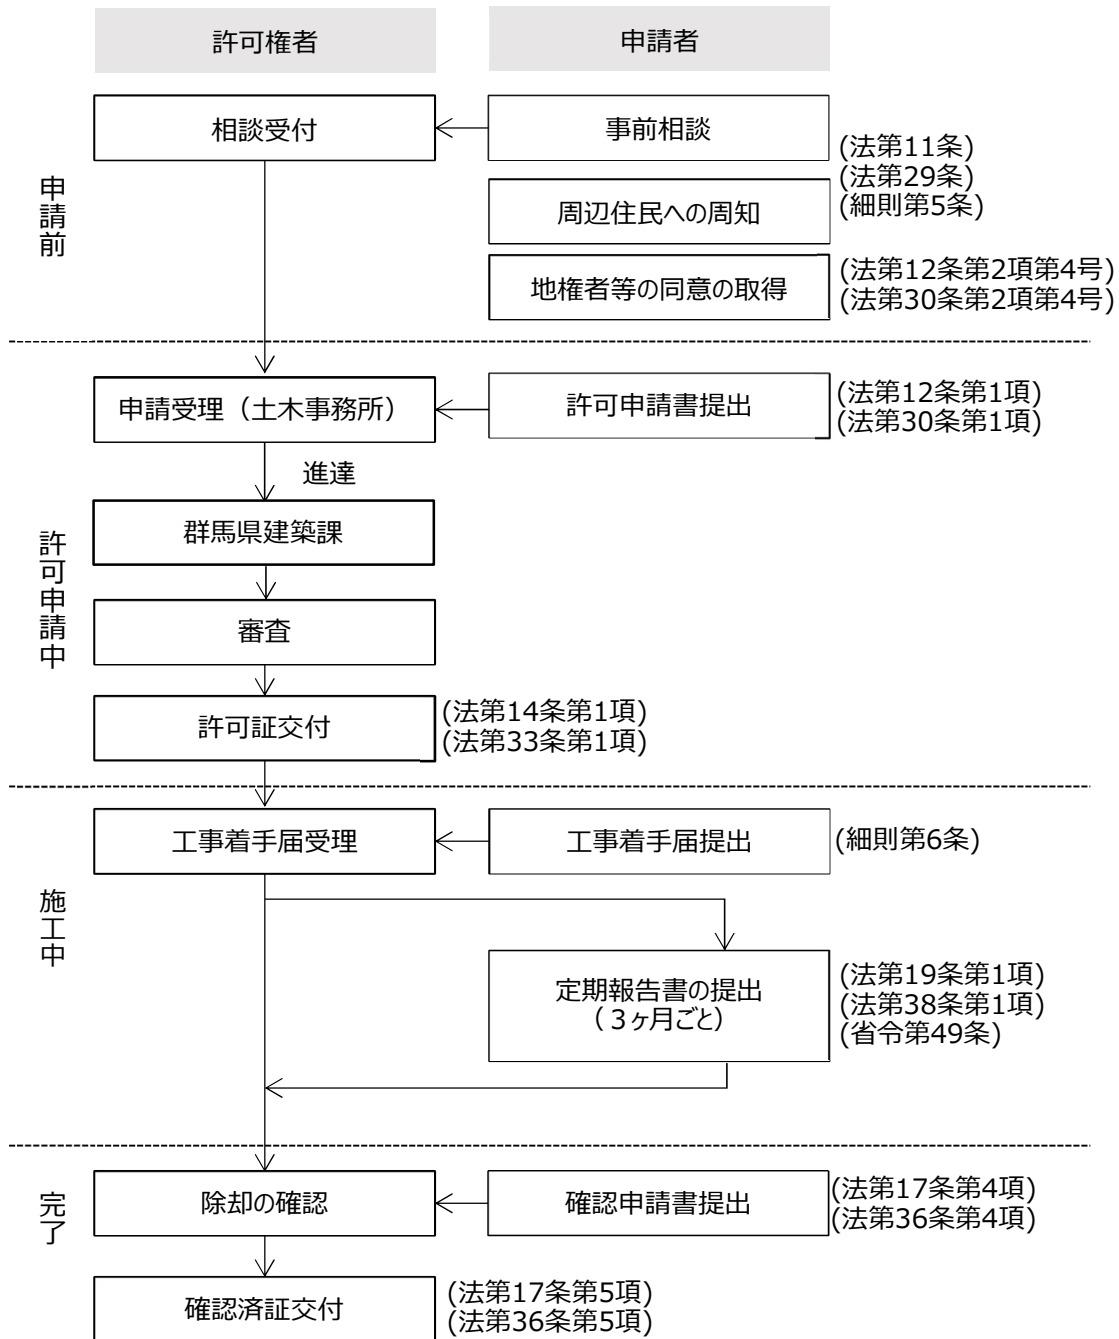 許可権者
申請者
申請前
相談受付
事前相談
(法第11条)
(法第29条)
(細則第5条)
周辺住民への周知
地権者等の同意の取得
(法第12条第2項第4号)
(法第30条第2項第4号)
許可申請中
申請受理（土木事務所）
許可申請書提出
(法第12条第1項)
(法第30条第1項)
進達
群馬県建築課
審査
許可証交付
(法第14条第1項)
(法第33条第1項)
施工中
工事着手届受理
工事着手届提出
(細則第6条)
定期報告書の提出
（３ヶ月ごと）
(法第19条第1項)
(法第38条第1項)
(省令第49条)
完了
除却の確認
確認申請書提出
(法第17条第4項)
(法第36条第4項)
確認済証交付
(法第17条第5項)
(法第36条第5項)